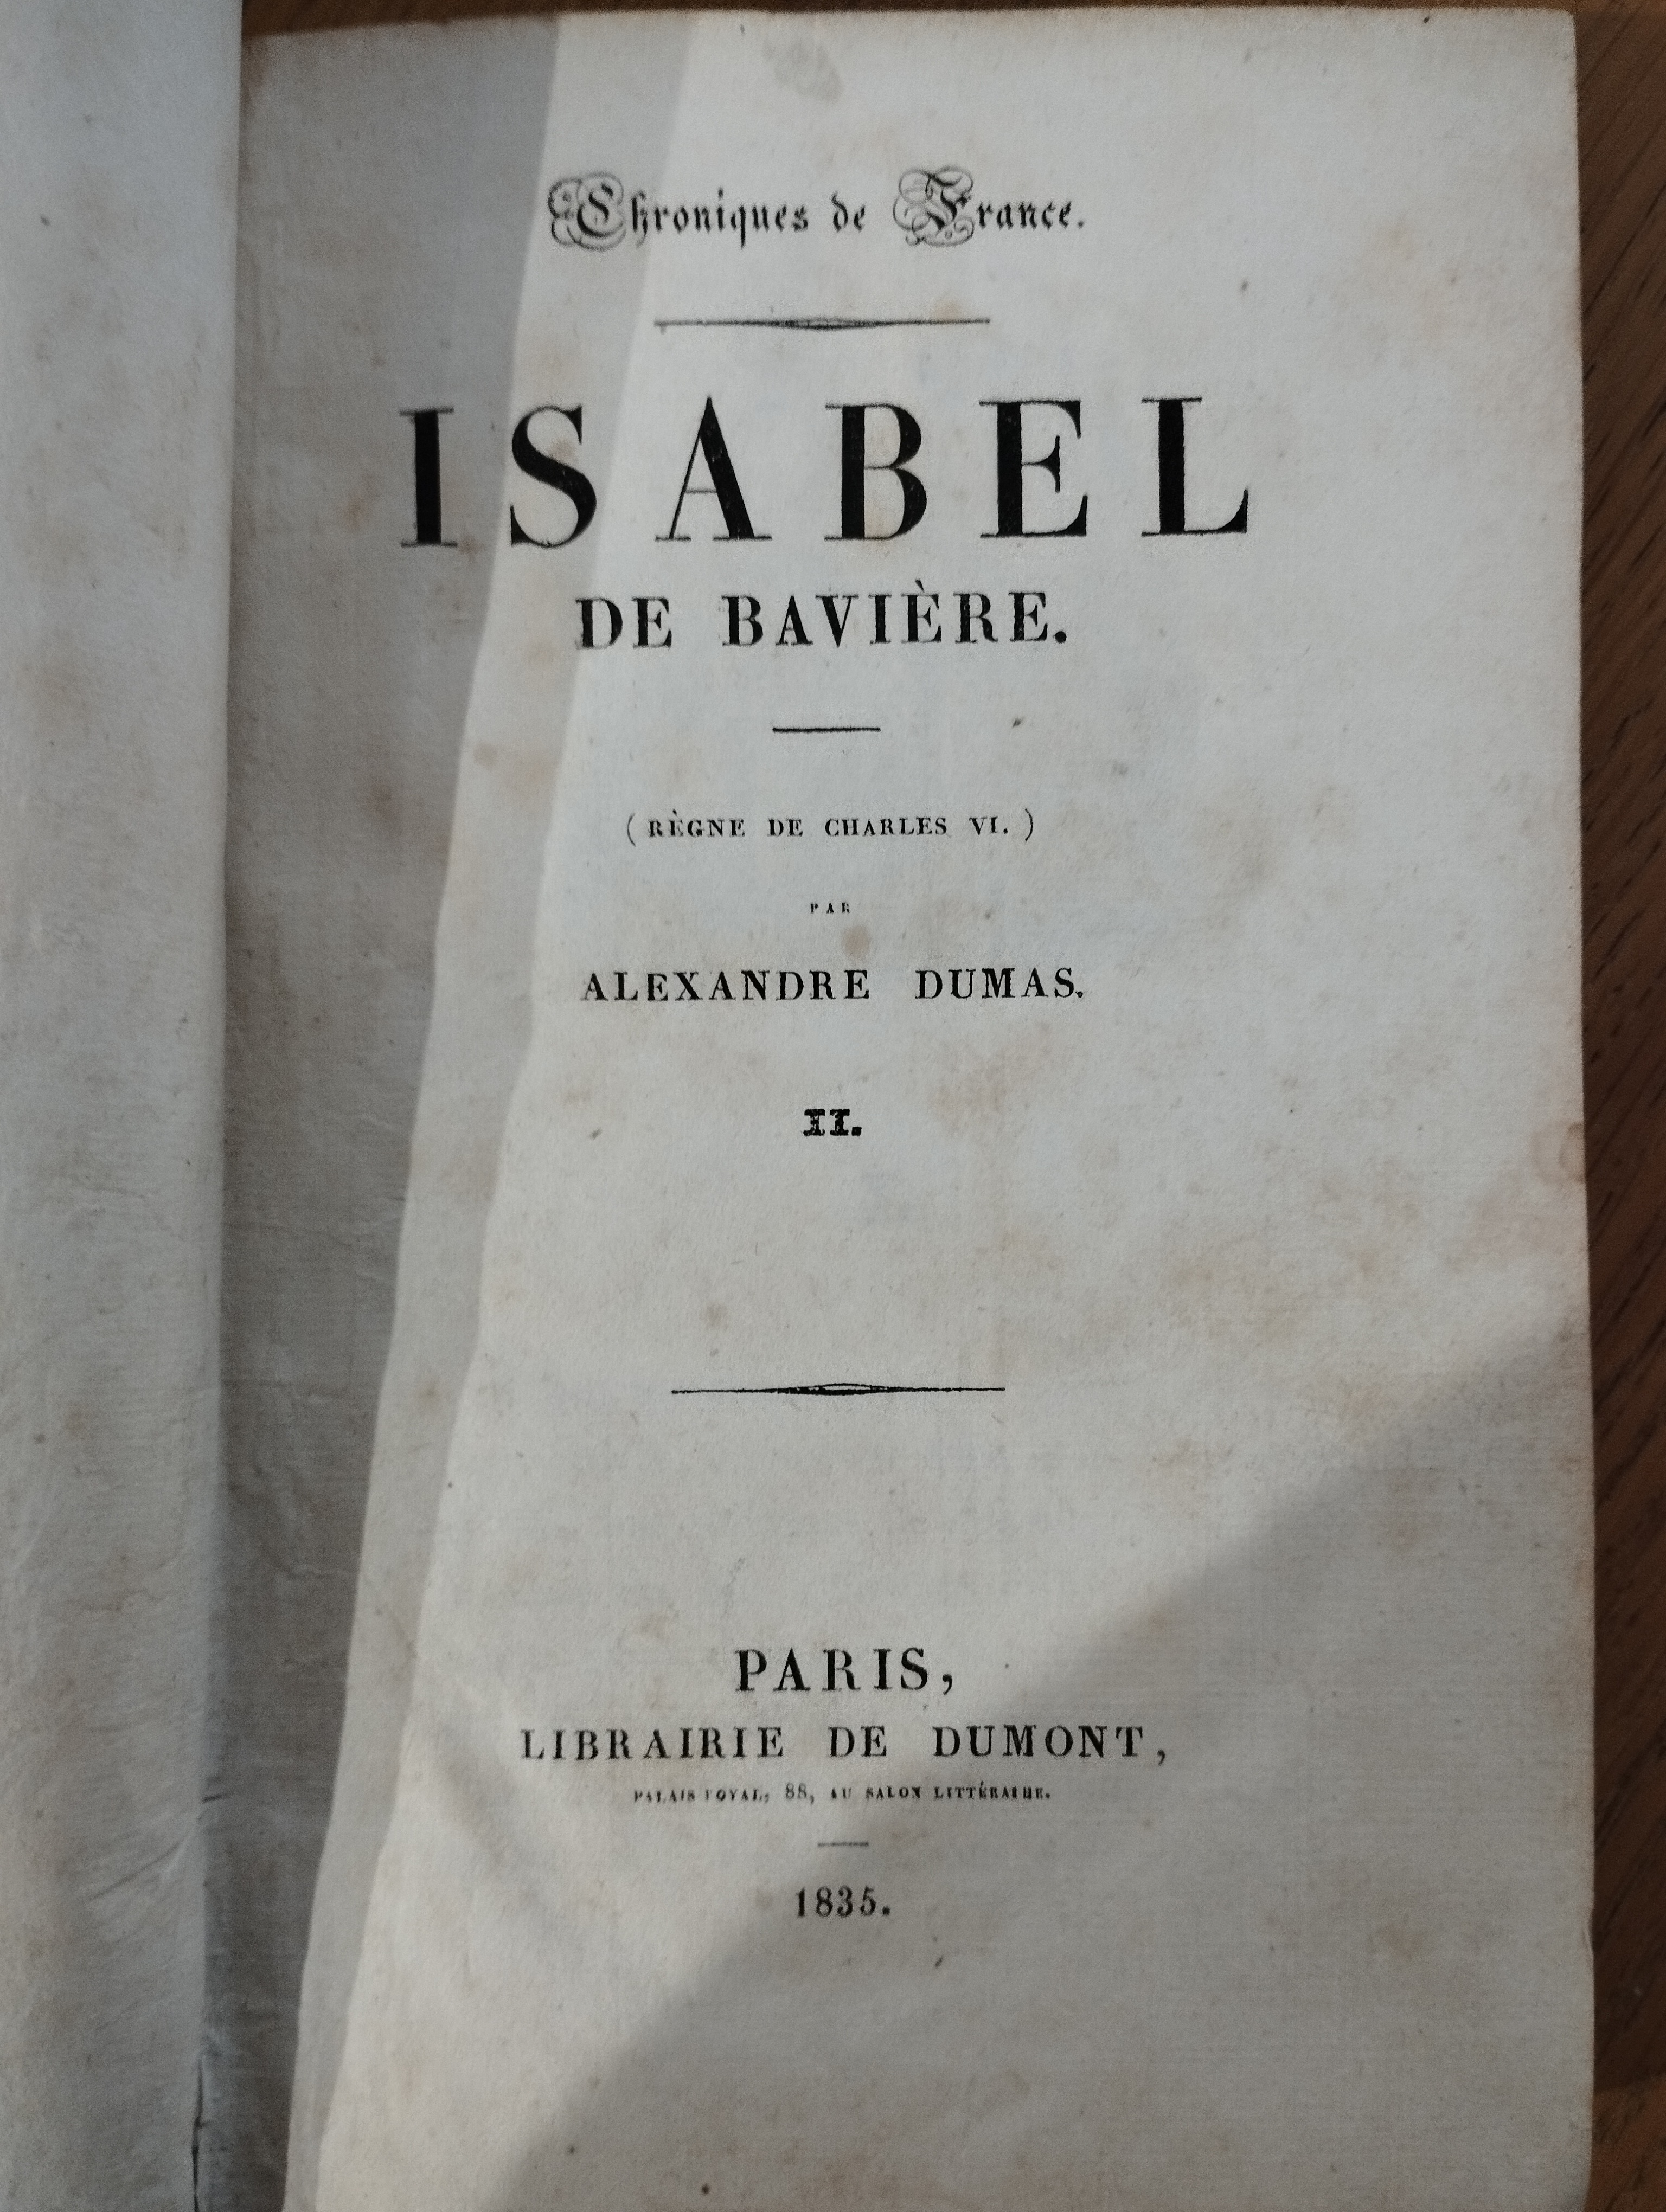 Chroniques de France.
ISABEL
DE BAVIÈRE.
( RÈGNE DE CHARLES VI. )
PAR
ALEXANDRE DUMAS.
II.
PARIS,
LIBRAIRIE DE DUMONT,
PALAIS ROYAL, 88, AU SALON LITTÉRAIRE.
1835.